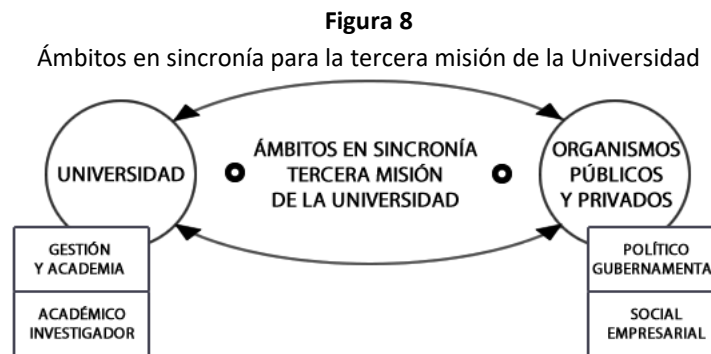 Figura 8
Ámbitos en sincronía para la tercera misión de la Universidad
UNIVERSIDAD
ÁMBITOS EN SINCRONÍA
TERCERA MISIÓN
DE LA UNIVERSIDAD
ORGANISMOS
PÚBLICOS
Y PRIVADOS
GESTIÓN
Y ACADEMIA
ACADÉMICO
INVESTIGADOR
POLÍTICO
GUBERNAMENTA
SOCIAL
EMPRESARIAL